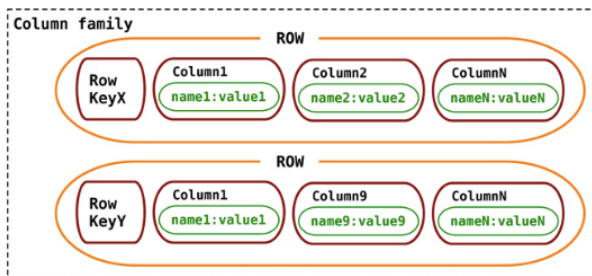 Column family
ROW
Row
KeyX
Column1
name1:value1
Column2
name2:value2
ColumnN
nameN:valueN
ROW
Row
KeyY
Column1
name1:value1
Column9
name9:value9
ColumnN
nameN:valueN